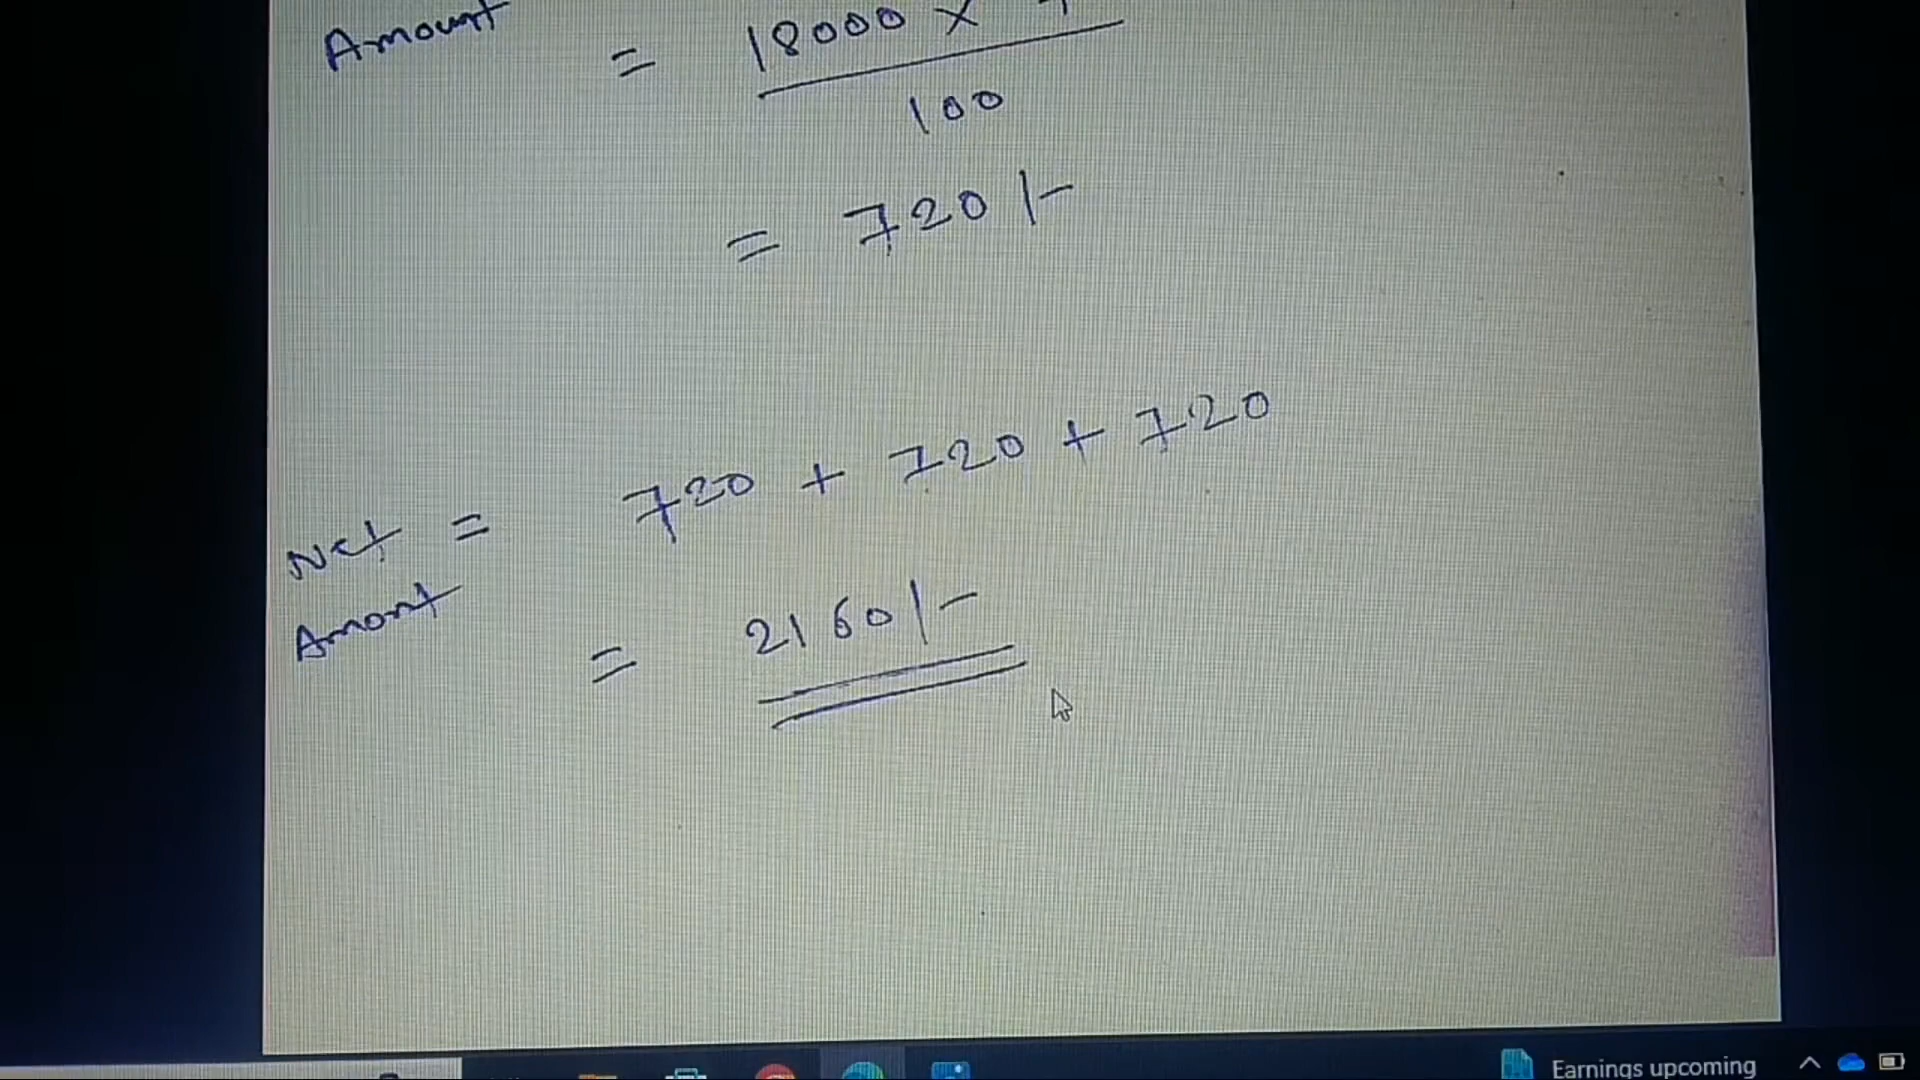 Amount
= 18000 ×
100
= 720/-
Net = 720 + 720 + 720
Amont
= 2160/-
Earnings upcoming